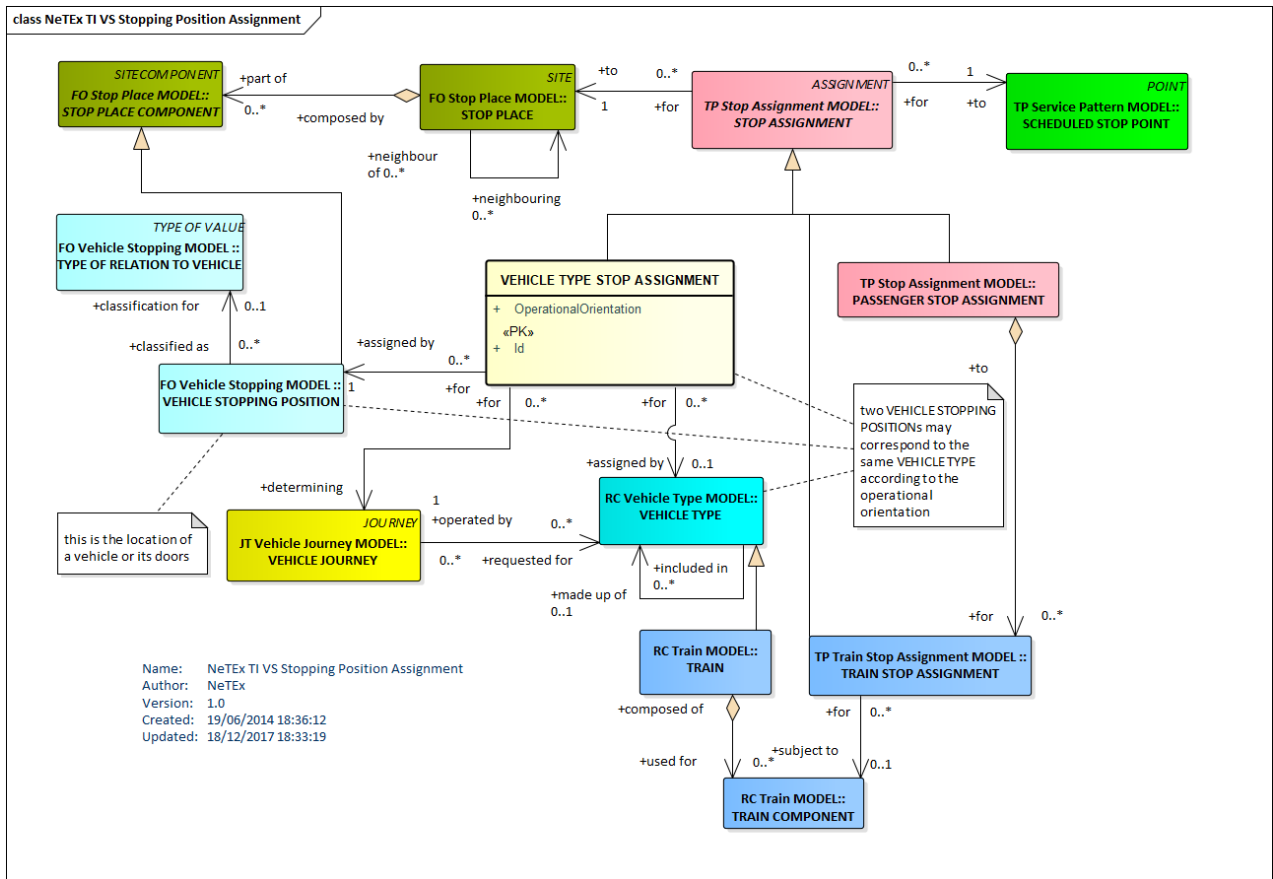 class NeTEx TI VS Stopping Position Assignment
SITECOMPONENT
FO Stop Place MODEL::
STOP PLACE COMPONENT
+part of
0..*
+composed by
SITE
FO Stop Place MODEL::
STOP PLACE
+to
1
0..*
+for
ASSIGNMENT
TP Stop Assignment MODEL::
STOP ASSIGNMENT
0..*
+for
1
+to
POINT
TP Service Pattern MODEL::
SCHEDULED STOP POINT
+neighbour
of 0..*
+neighbouring
0..*
TYPE OF VALUE
FO Vehicle Stopping MODEL ::
TYPE OF RELATION TO VEHICLE
+classification for
0..1
+classified as
0..*
VEHICLE TYPE STOP ASSIGNMENT
+ OperationalOrientation
«PK»
+ Id
TP Stop Assignment MODEL::
PASSENGER STOP ASSIGNMENT
+assigned by
0..*
+for
1
FO Vehicle Stopping MODEL ::
VEHICLE STOPPING POSITION
+for
0..*
+for
0..*
+to
two VEHICLE STOPPING
POSITIONs may
correspond to the
same VEHICLE TYPE
according to the
operational
orientation
+assigned by
0..1
+determining
RC Vehicle Type MODEL::
VEHICLE TYPE
this is the location of
a vehicle or its doors
JOURNEY
JT Vehicle Journey MODEL::
VEHICLE JOURNEY
1
+operated by
0..*
0..*
+requested for
+included in
0..*
+made up of
0..1
+for
0..*
RC Train MODEL::
TRAIN
TP Train Stop Assignment MODEL ::
TRAIN STOP ASSIGNMENT
Name: NeTEx TI VS Stopping Position Assignment
Author: NeTEx
Version: 1.0
Created: 19/06/2014 18:36:12
Updated: 18/12/2017 18:33:19
+composed of
+for
0..*
+used for
0..*
+subject to
0..1
RC Train MODEL::
TRAIN COMPONENT